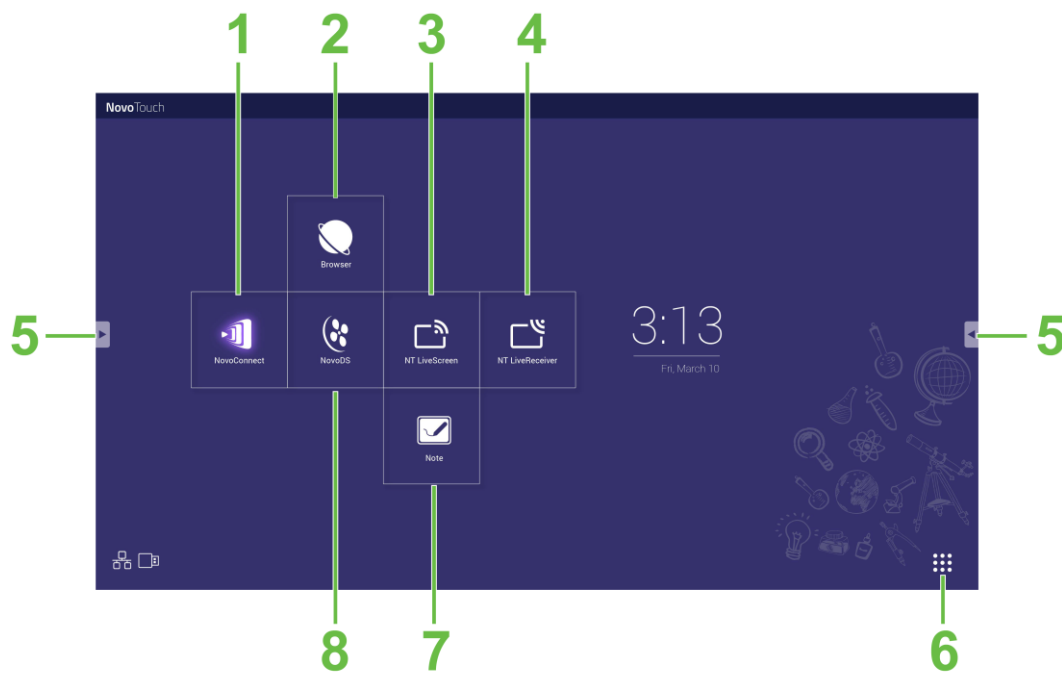 1 2 3 4
NovoTouch
Browser
5 5
NovoConnect NovoDS NT LiveScreen NT LiveReceiver
3:13
Fri, March 10
Note
8 7 6